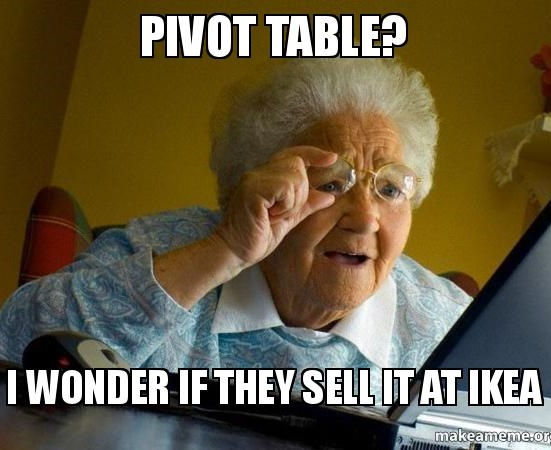 PIVOT TABLE?
I WONDER IF THEY SELL IT AT IKEA
makeameme.org